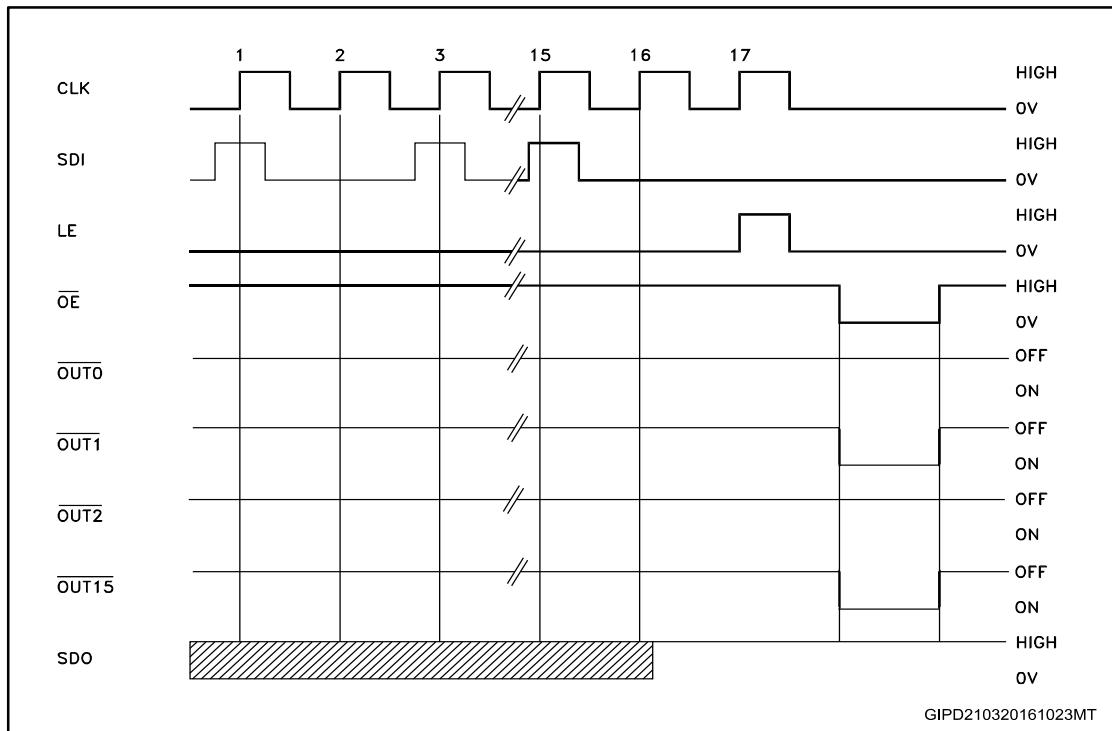 1 2 3 15 16 17
CLK HIGH
0V
SDI HIGH
0V
LE HIGH
0V
OE HIGH
0V
OUT0 OFF
ON
OUT1 OFF
ON
OUT2 OFF
ON
OUT15 OFF
ON
SDO HIGH
0V
GIPD210320161023MT